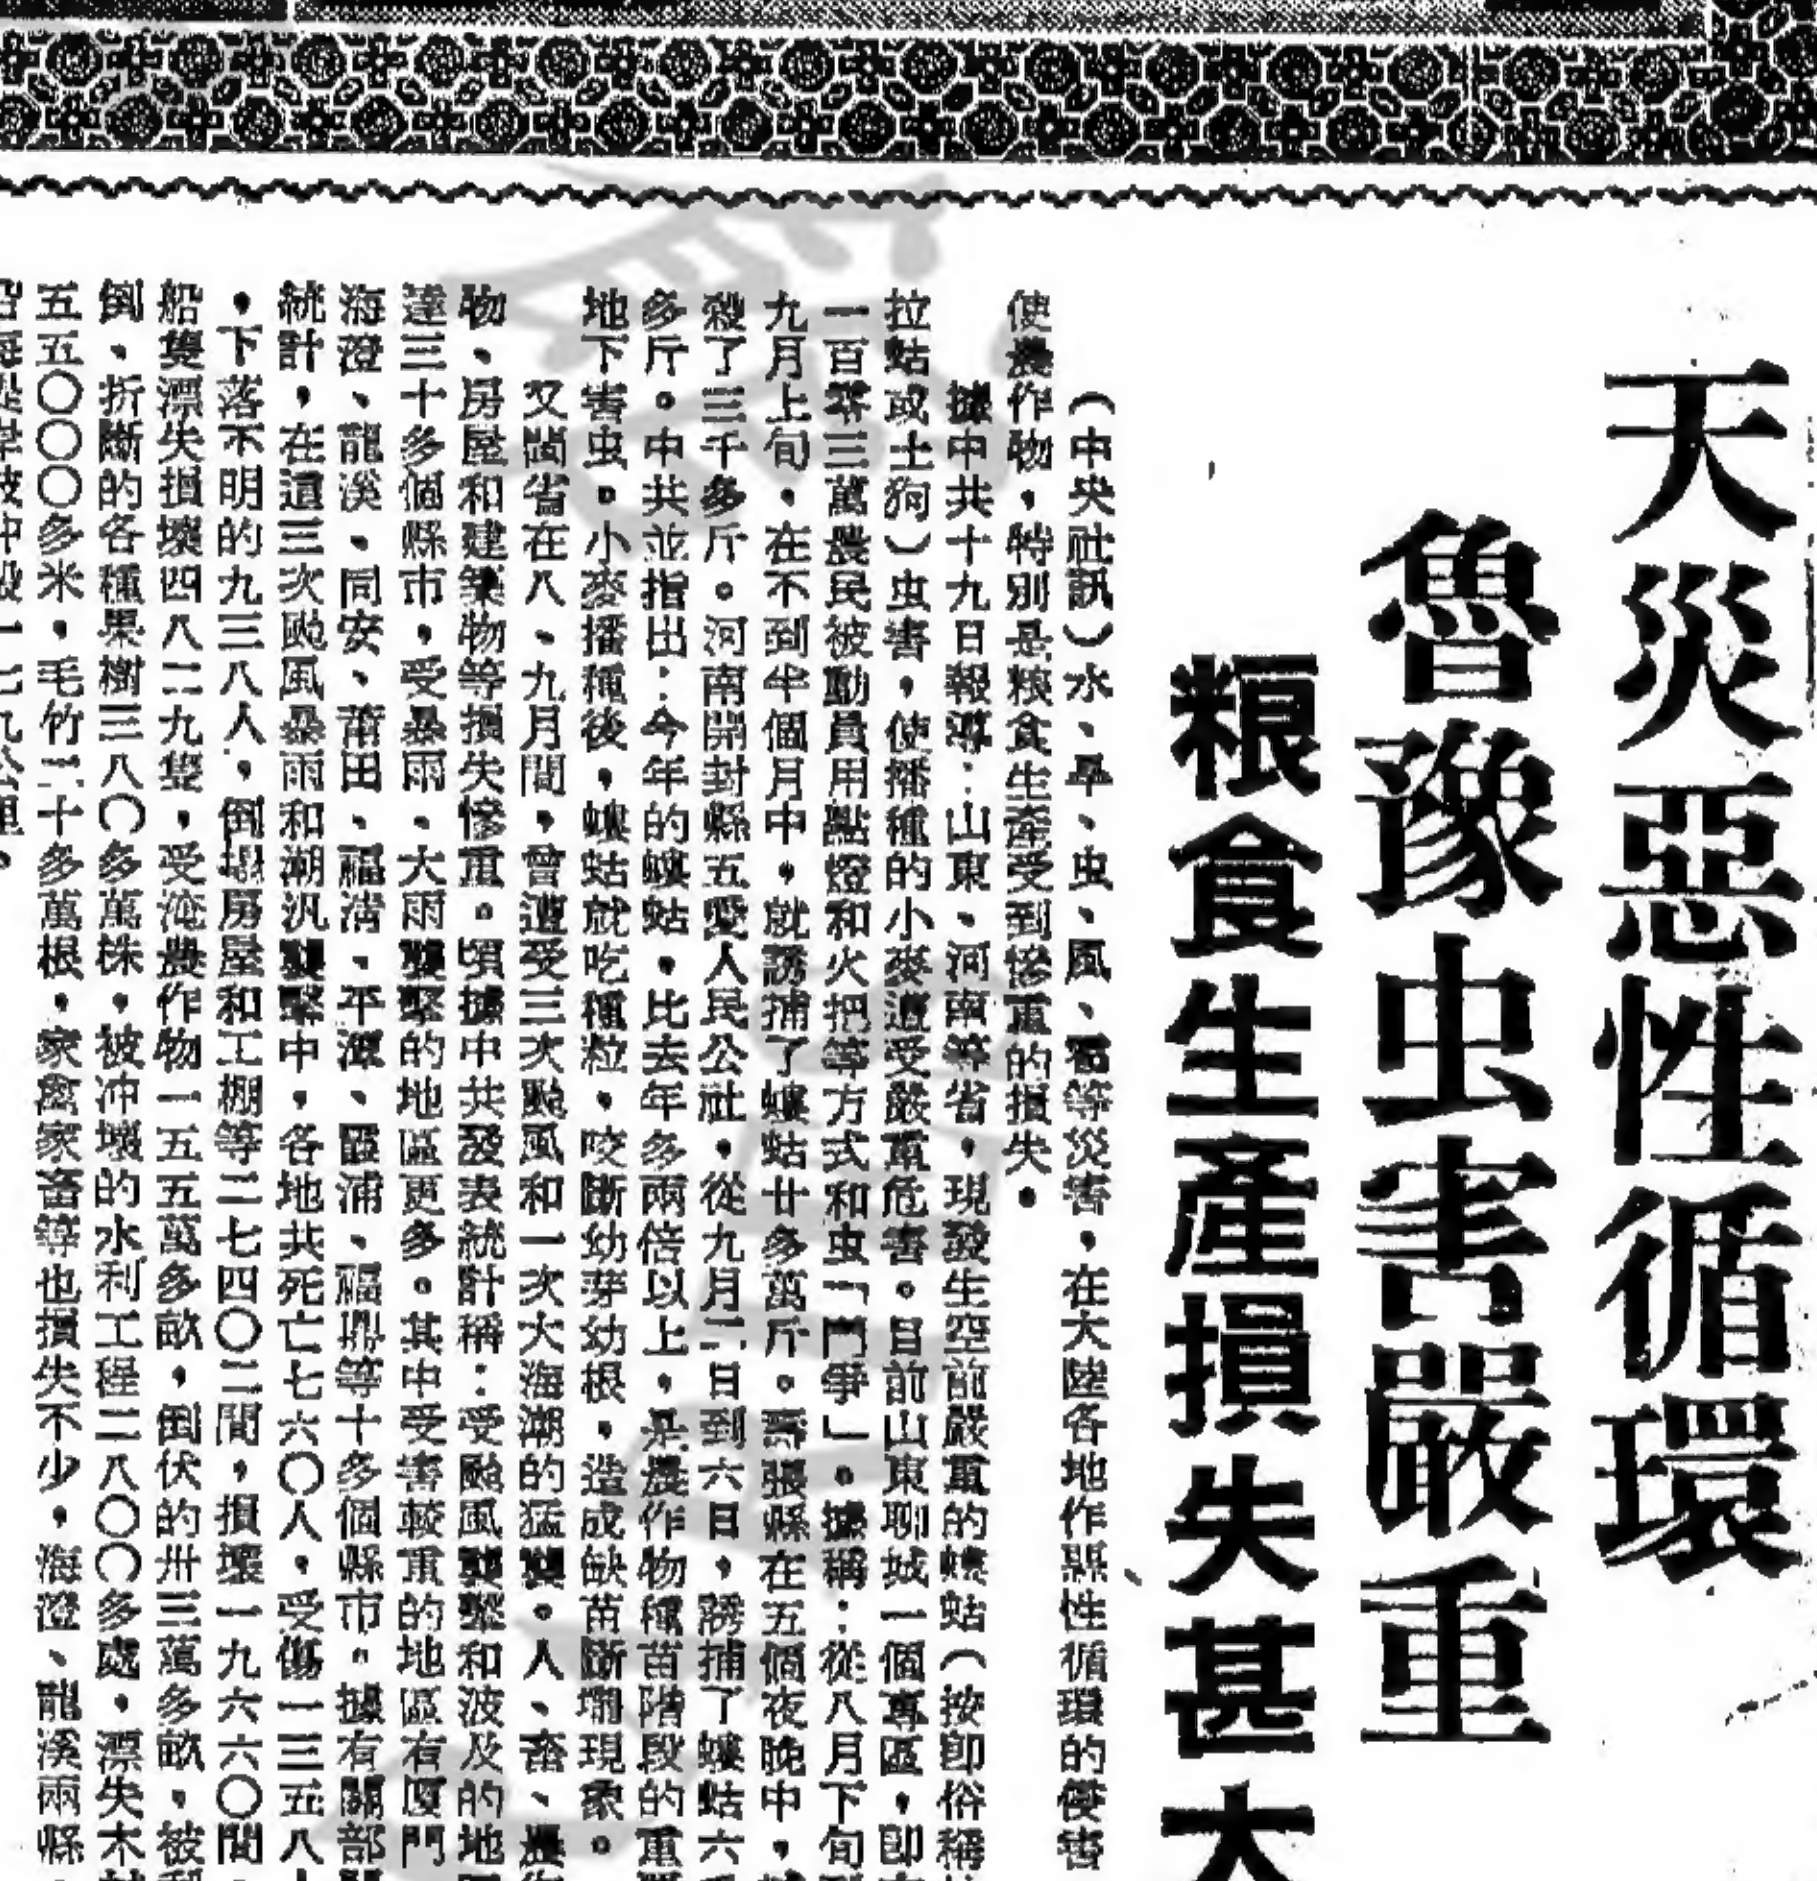 天災惡性循環
魯豫虫害嚴重
粮食生產損失甚大
（中央社訊）水、旱、虫、風、雹等災害，在大陸各地作惡性循環的侵害
使農作物，特別是粮食生產受到慘重的損失。
據中共十九日報導：山東、河南等省，現發生空前嚴重的螻蛄（按即俗稱
拉蛄或土狗）虫害，使播種的小麥遭受嚴重危害。目前山東聊城一個專區，即
一百零三萬農民被動員用點燈和火把等方式和虫「鬥爭」。據稱：從八月下旬
九月上旬，在不到半個月中，就誘捕了螻蛄廿多萬斤。壽張縣在五個夜晚中，
殺了三千多斤。河南開封縣五愛人民公社，從九月二日到六日，誘捕了螻蛄六
多斤。中共並指出：今年的螻蛄，比去年多兩倍以上，是農作物種苗階段的重
地下害虫。小麥播種後，螻蛄就吃種粒，咬斷幼芽幼根，造成缺苗斷壠現象。
又閩省在八、九月間，曾遭受三次颱風和一次大海潮的猛襲。人、畜、農
物、房屋和建築物等損失慘重。頃據中共發表統計稱：受颱風襲擊和波及的地
達三十多個縣市，受暴雨、大雨襲擊的地區更多。其中受害較重的地區有廈門
海澄、龍溪、同安、莆田、福清、平潭、霞浦、福鼎等十多個縣市。據有關部
統計，在這三次颱風暴雨和潮汛襲擊中，各地共死亡七六〇人，受傷一三五八
，下落不明的九三八人，倒塌房屋和工棚等二七四〇二間，損壞一九六六〇間
船隻漂失損壞四八二九隻，受淹農作物一五五萬多畝，倒伏的卅三萬多畝，被
倒、折斷的各種果樹三八〇多萬株，被冲壞的水利工程二八〇〇多處，漂失木
五五〇〇〇多米，毛竹二十多萬根，家禽家畜等也損失不少，海澄、龍溪兩縣
沿海堤岸被冲毀一七九公里。